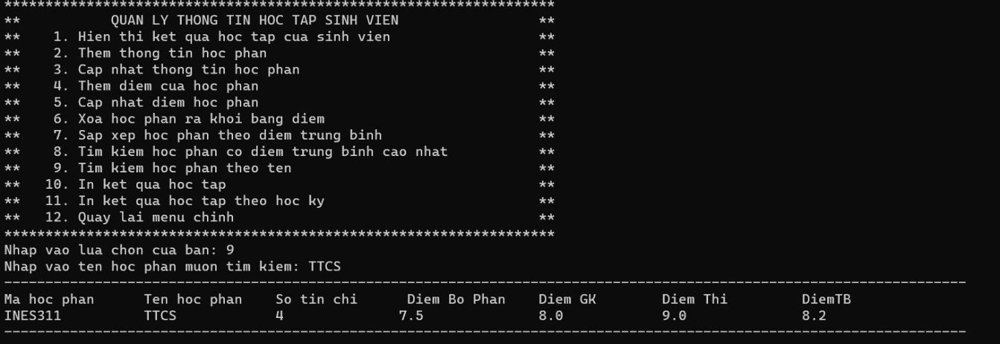 *******************************************************************
**           QUAN LY THONG TIN HOC TAP SINH VIEN                 **
**    1. Hien thi ket qua hoc tap cua sinh vien                  **
**    2. Them thong tin hoc phan                                 **
**    3. Cap nhat thong tin hoc phan                             **
**    4. Them diem cua hoc phan                                  **
**    5. Cap nhat diem hoc phan                                  **
**    6. Xoa hoc phan ra khoi bang diem                          **
**    7. Sap xep hoc phan theo diem trung binh                   **
**    8. Tim kiem hoc phan co diem trung binh cao nhat           **
**    9. Tim kiem hoc phan theo ten                              **
**   10. In ket qua hoc tap                                      **
**   11. In ket qua hoc tap theo hoc ky                          **
**   12. Quay lai menu chinh                                     **
*******************************************************************
Nhap vao lua chon cua ban: 9
Nhap vao ten hoc phan muon tim kiem: TTCS
---------------------------------------------------------------------------------------------------------------------
Ma hoc phan      Ten hoc phan    So tin chi      Diem Bo Phan    Diem GK        Diem Thi         DiemTB
INES311          TTCS            4              7.5              8.0            9.0              8.2
---------------------------------------------------------------------------------------------------------------------